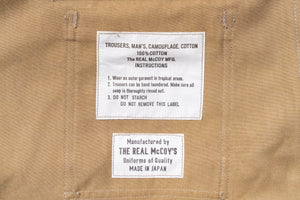 TROUSERS, MAN'S, CAMOUFLAGE, COTTON
100% COTTON
THE REAL McCOY MFG.
INSTRUCTIONS
1. Wear as outer garment in tropical areas.
2. Trousers can be hand laundered. Make sure all
soap is thoroughly rinsed out.
3. DO NOT STARCH
DO NOT REMOVE THIS LABEL
Manufactured by
THE REAL McCOY'S
Uniforms of Quality
MADE IN JAPAN